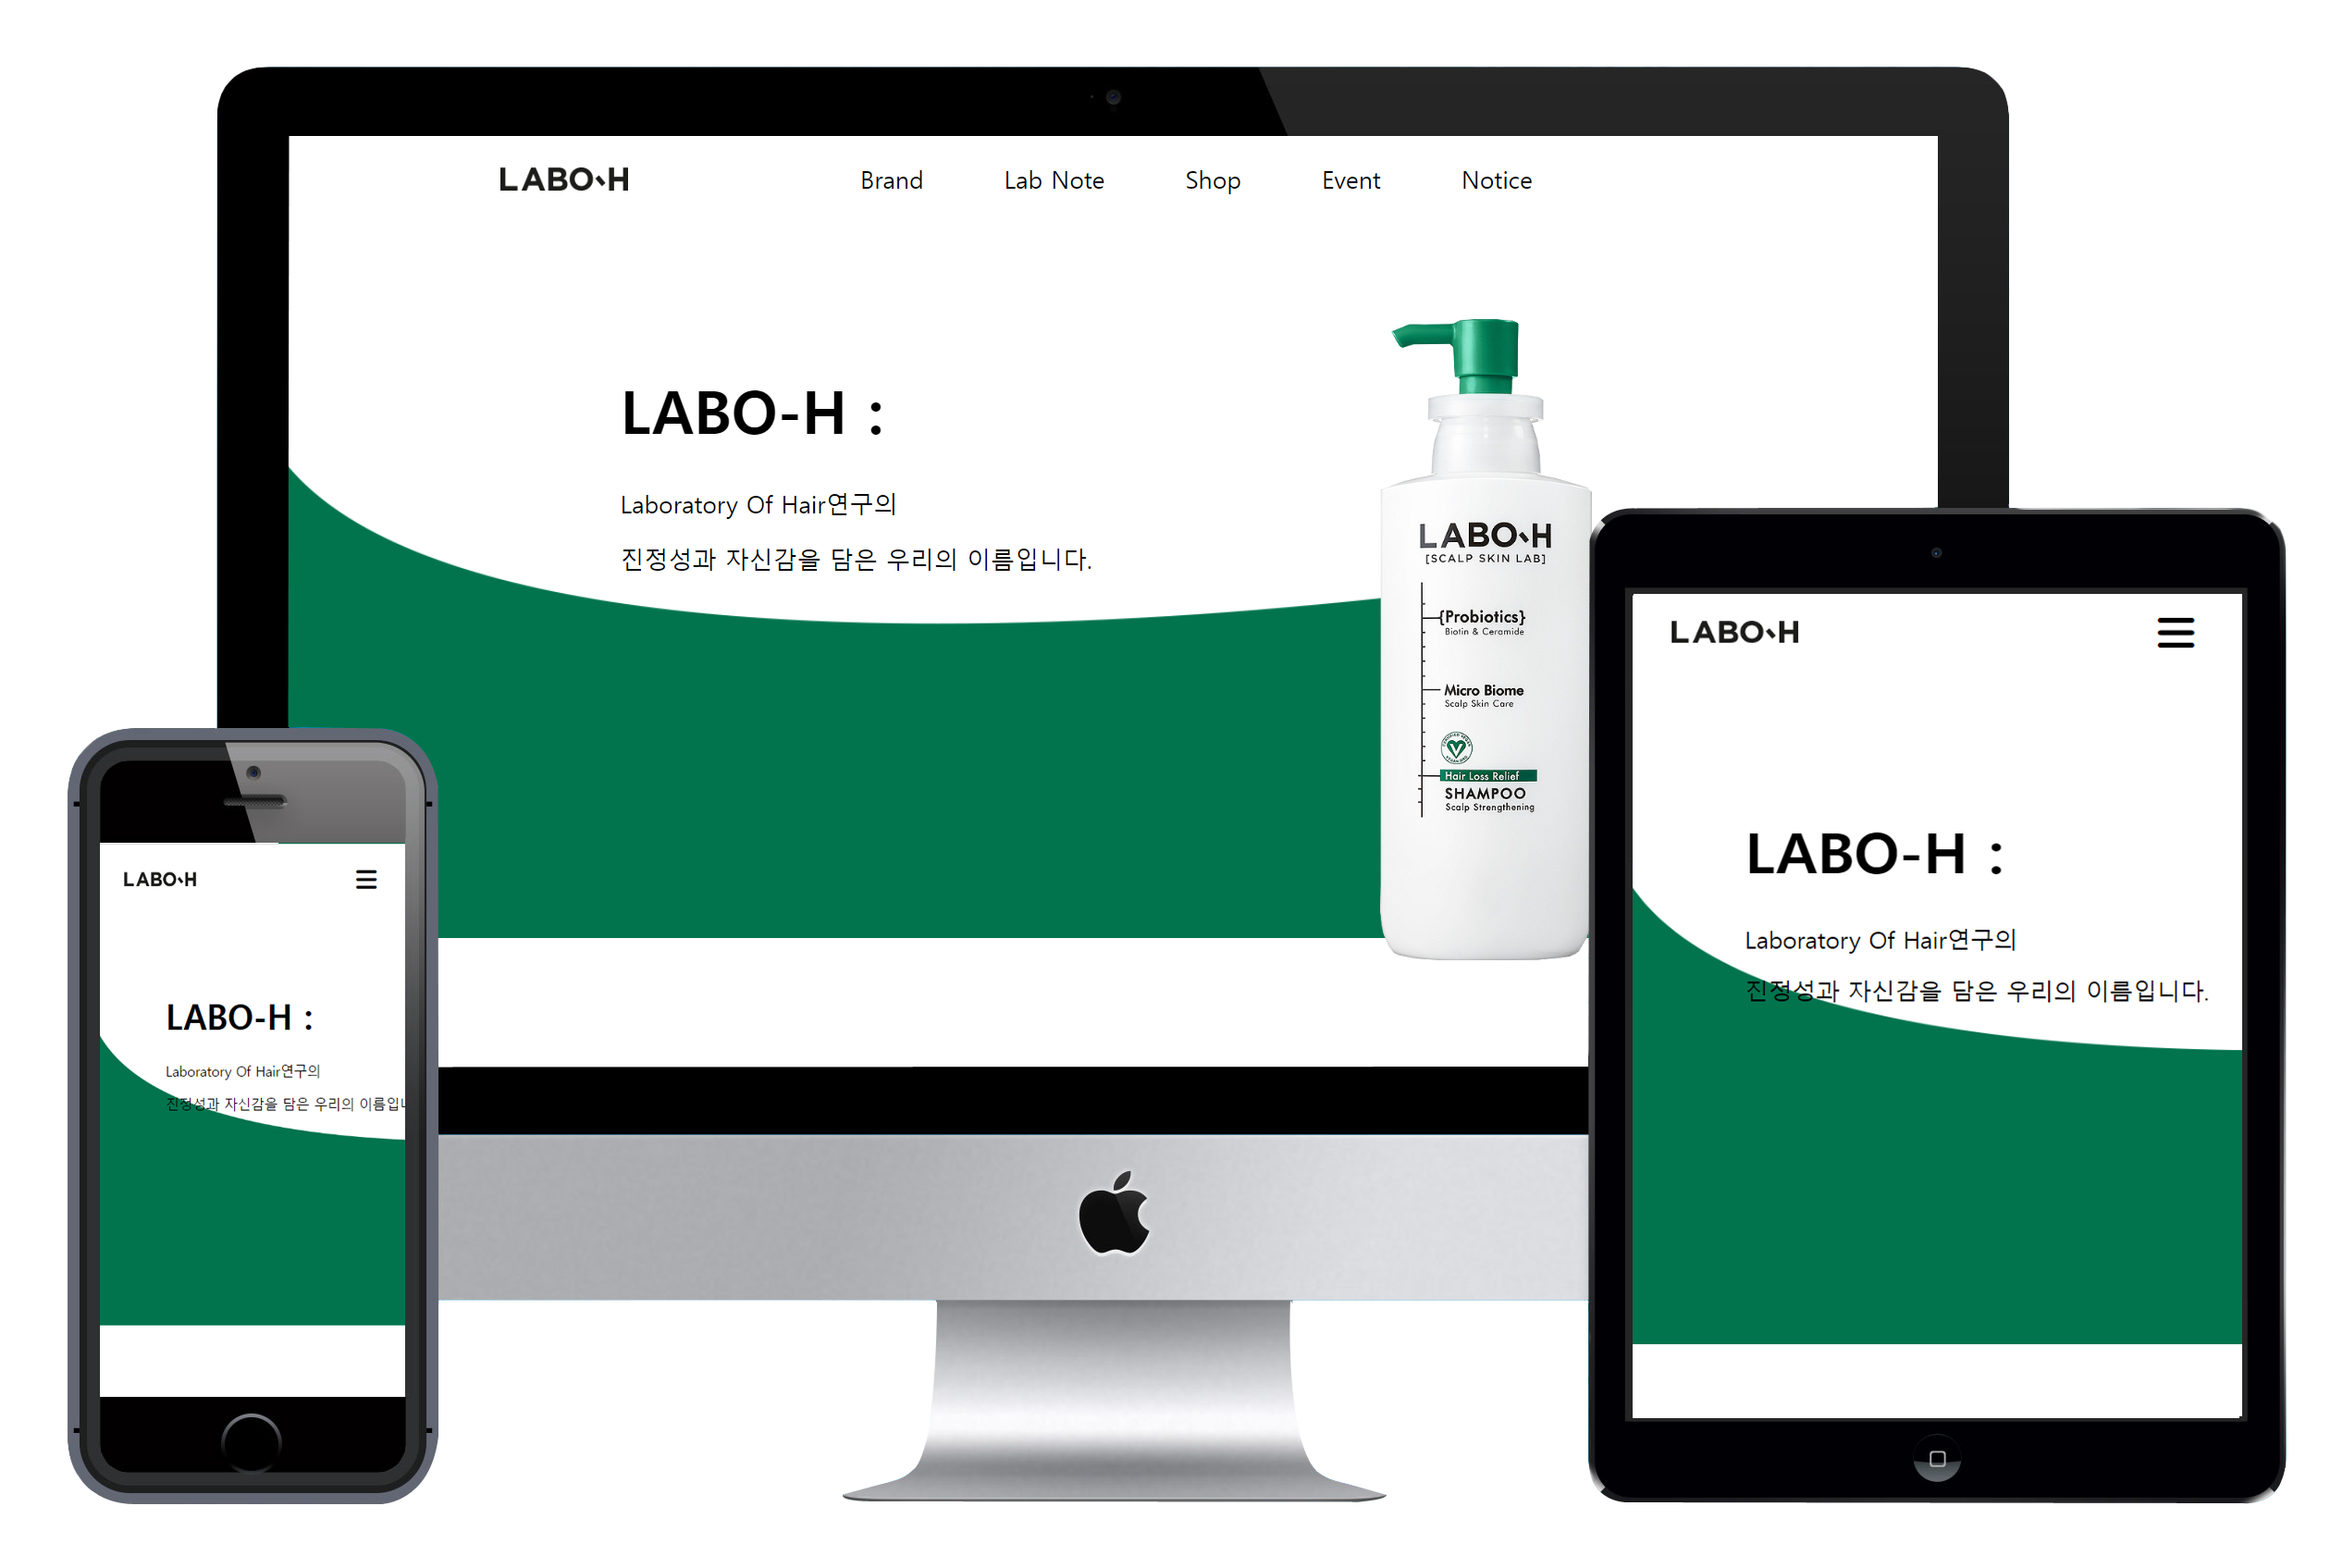 LABO-H
Brand Lab Note Shop Event Notice
LABO-H :
Laboratory Of Hair연구의
진정성과 자신감을 담은 우리의 이름입니다.
LABO-H
[SCALP SKIN LAB]
{Probiotics}
Biotin & Ceramide
Micro Biome
Scalp Skin Care
Hair Loss Relief
SHAMPOO
Scalp Strengthening
LABO-H
LABO-H :
Laboratory Of Hair연구의
진정성과 자신감을 담은 우리의 이름입니다.
LABO-H
LABO-H :
Laboratory Of Hair연구의
진정성과 자신감을 담은 우리의 이름입